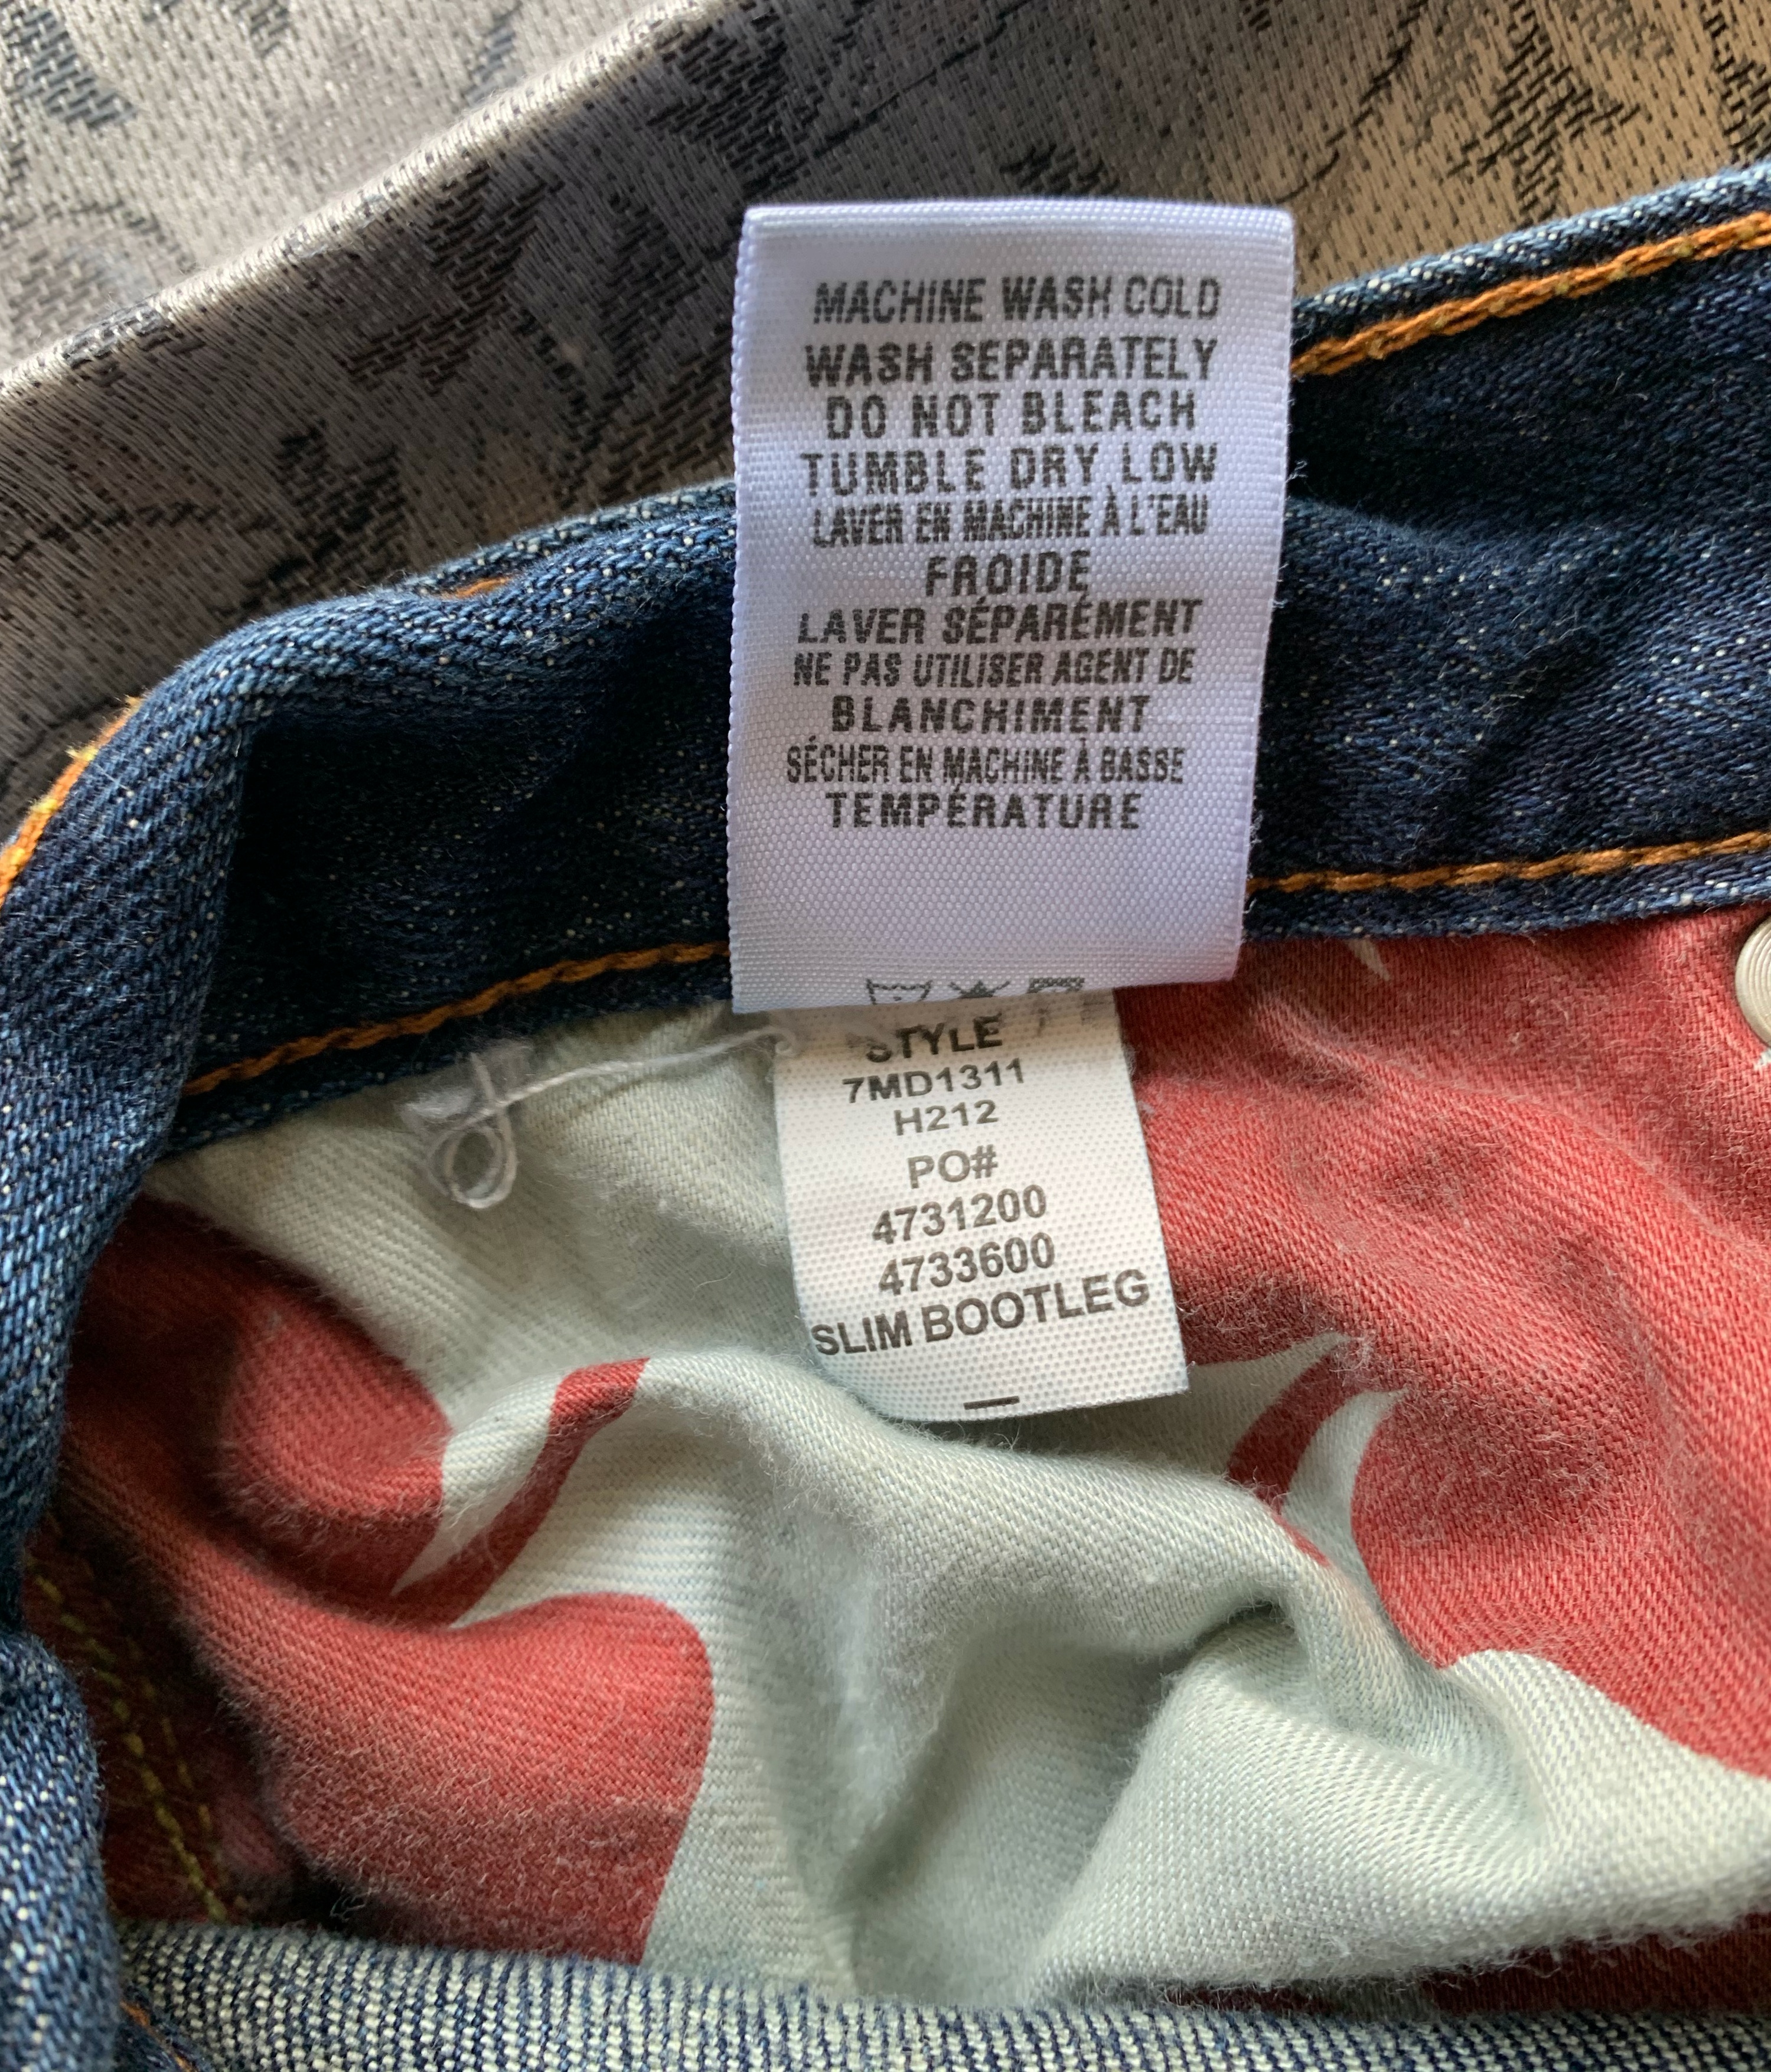 MACHINE WASH COLD
WASH SEPARATELY
DO NOT BLEACH
TUMBLE DRY LOW
LAVER EN MACHINE À L'EAU
FROIDE
LAVER SÉPARÉMENT
NE PAS UTILISER AGENT DE
BLANCHIMENT
SÉCHER EN MACHINE À BASSE
TEMPÉRATURE
STYLE
7MD1311
H212
PO#
4731200
4733600
SLIM BOOTLEG